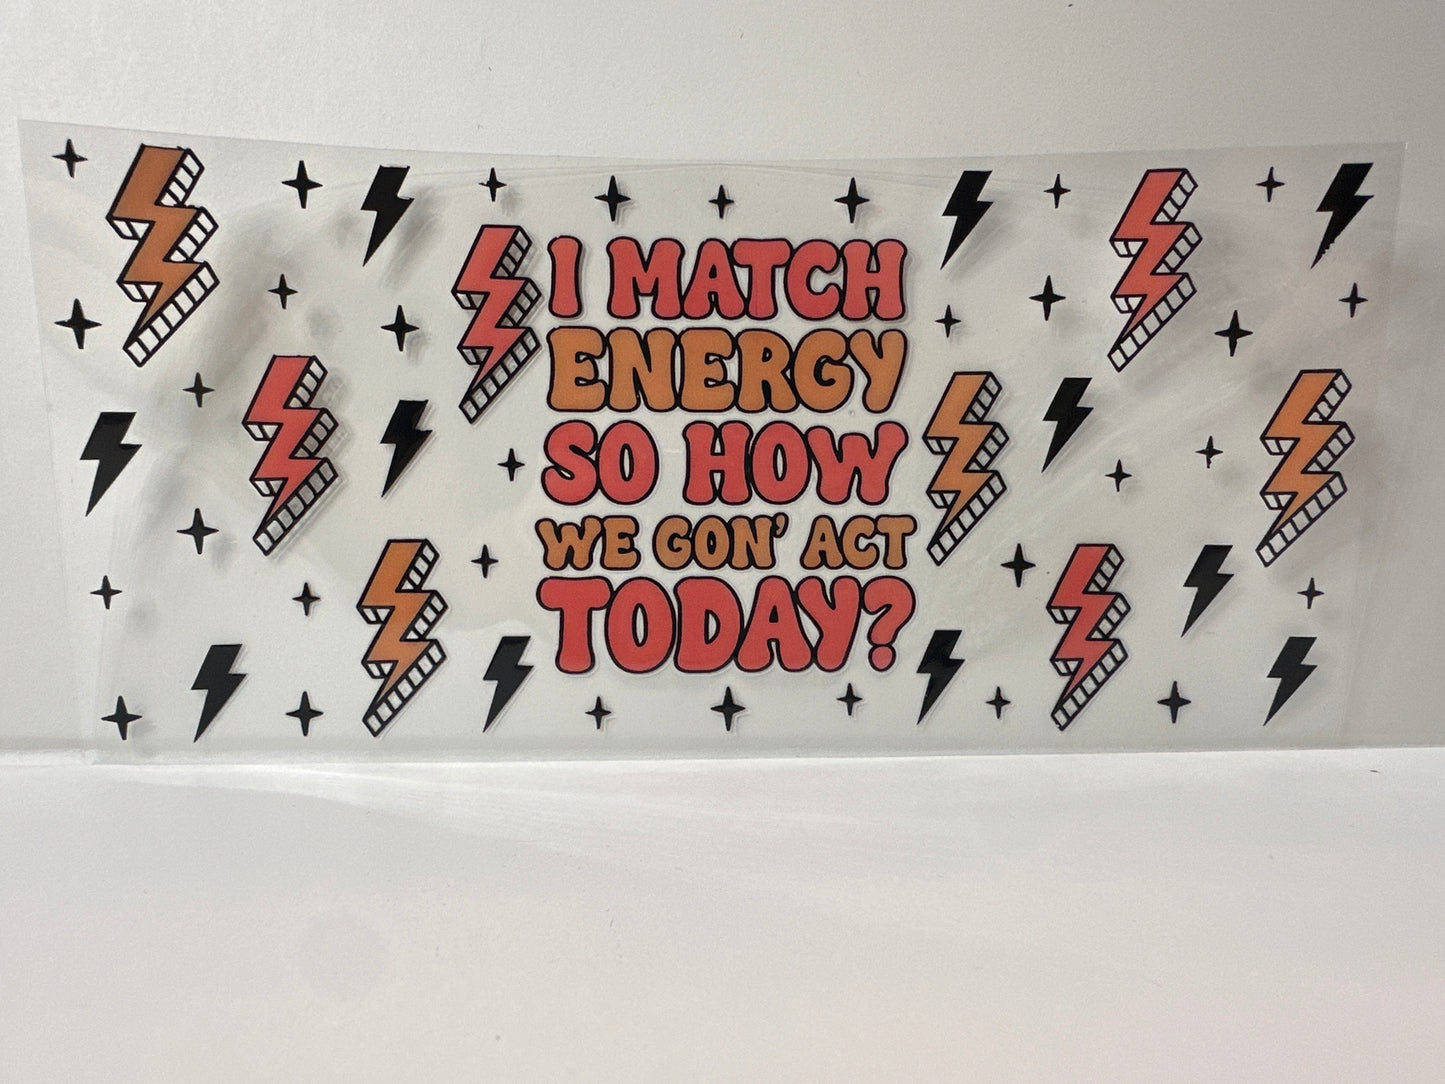 I MATCH
ENERGY
SO HOW
WE GON' ACT
TODAY?